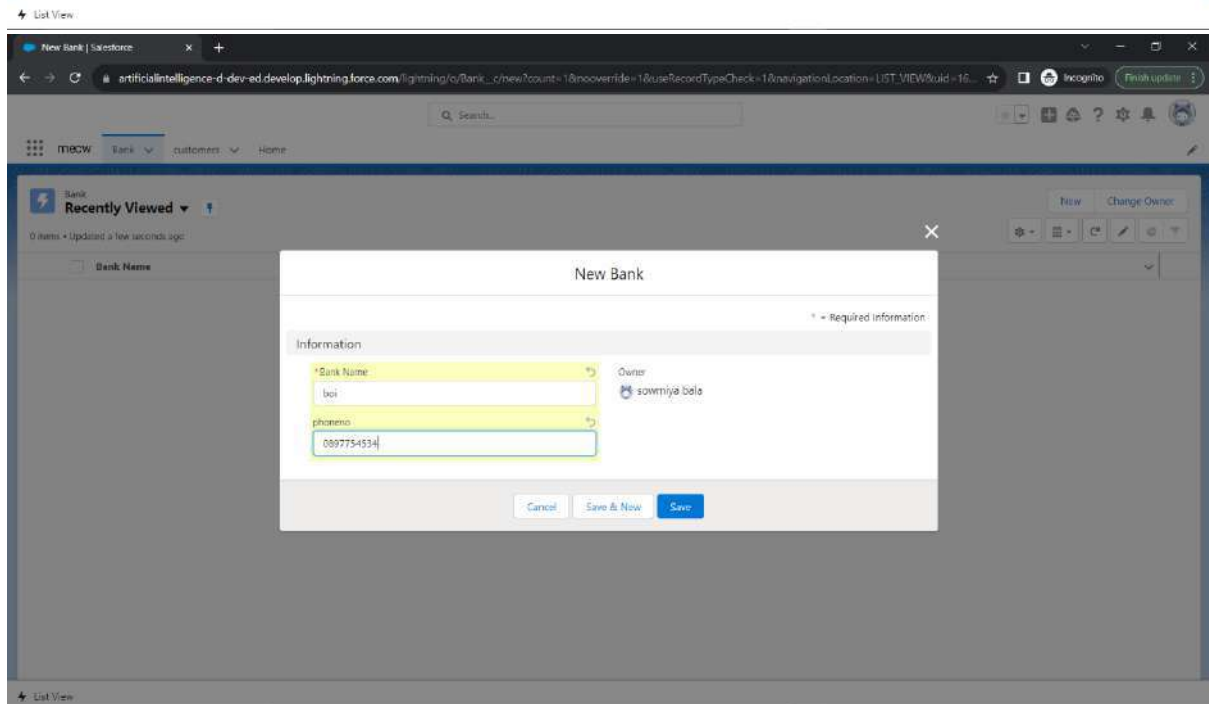 List View
New Bank | Salesforce
artificialintelligence-d-dev-ed.develop.lightning.force.com/lightning/o/Bank__c/new?count=1&nooverride=1&useRecordTypeCheck=1&navigationLocation=LIST_VIEW&uid=16...
Incognito
Finish update
Search...
mecw
Bank
customers
Home
Bank
Recently Viewed
New
Change Owner
0 items • Updated a few seconds ago
Bank Name
New Bank
* = Required Information
Information
*Bank Name
Owner
boi
sowmiya bala
phoneno
0897754534
Cancel
Save & New
Save
List View